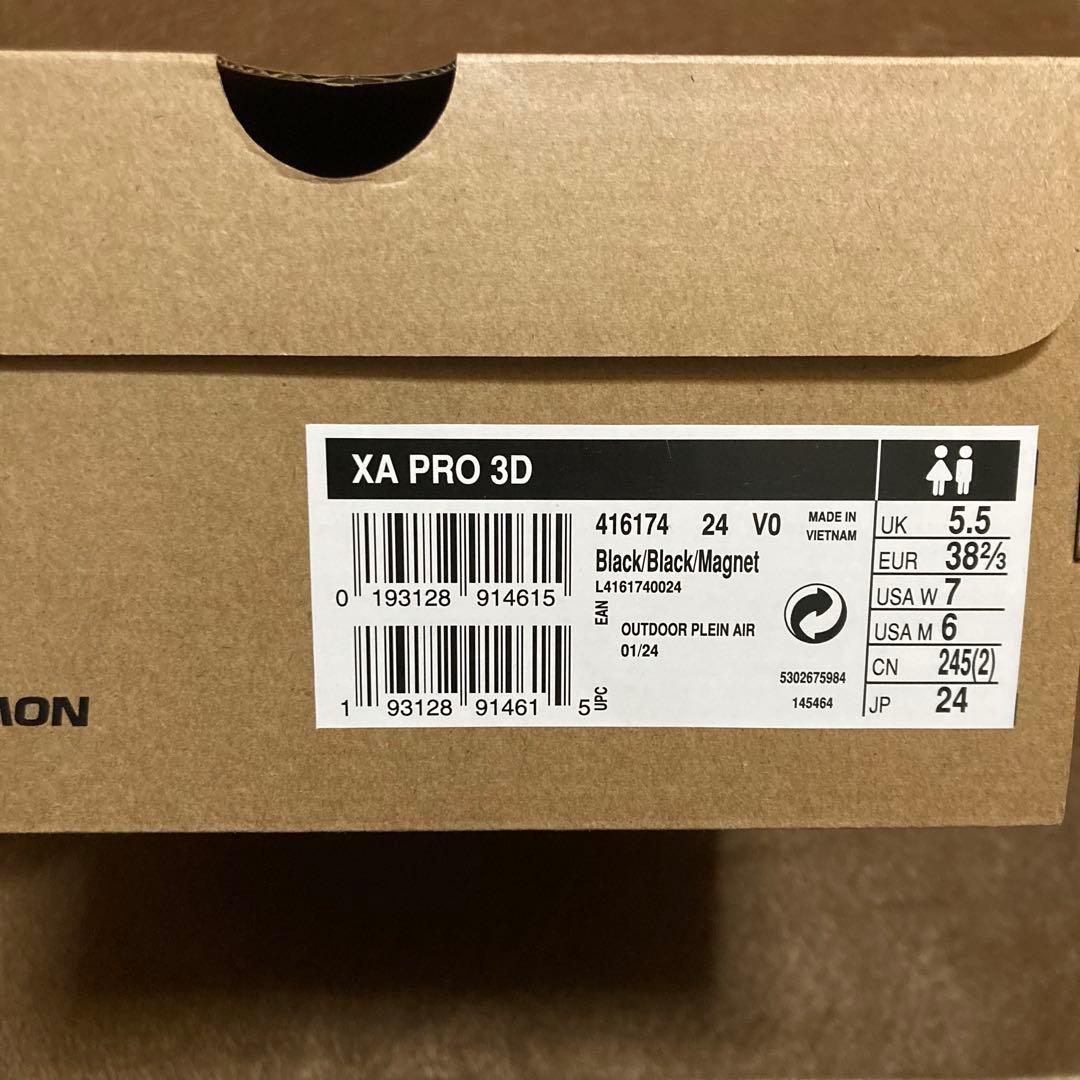 XA PRO 3D
416174 24 V0
MADE IN
VIETNAM
Black/Black/Magnet
L4161740024
0 193128 914615
EAN
OUTDOOR PLEIN AIR
01/24
5302675984
145464
1 93128 91461 5
UPC
UK 5.5
EUR 38⅔
USA W 7
USA M 6
CN 245(2)
JP 24
MON